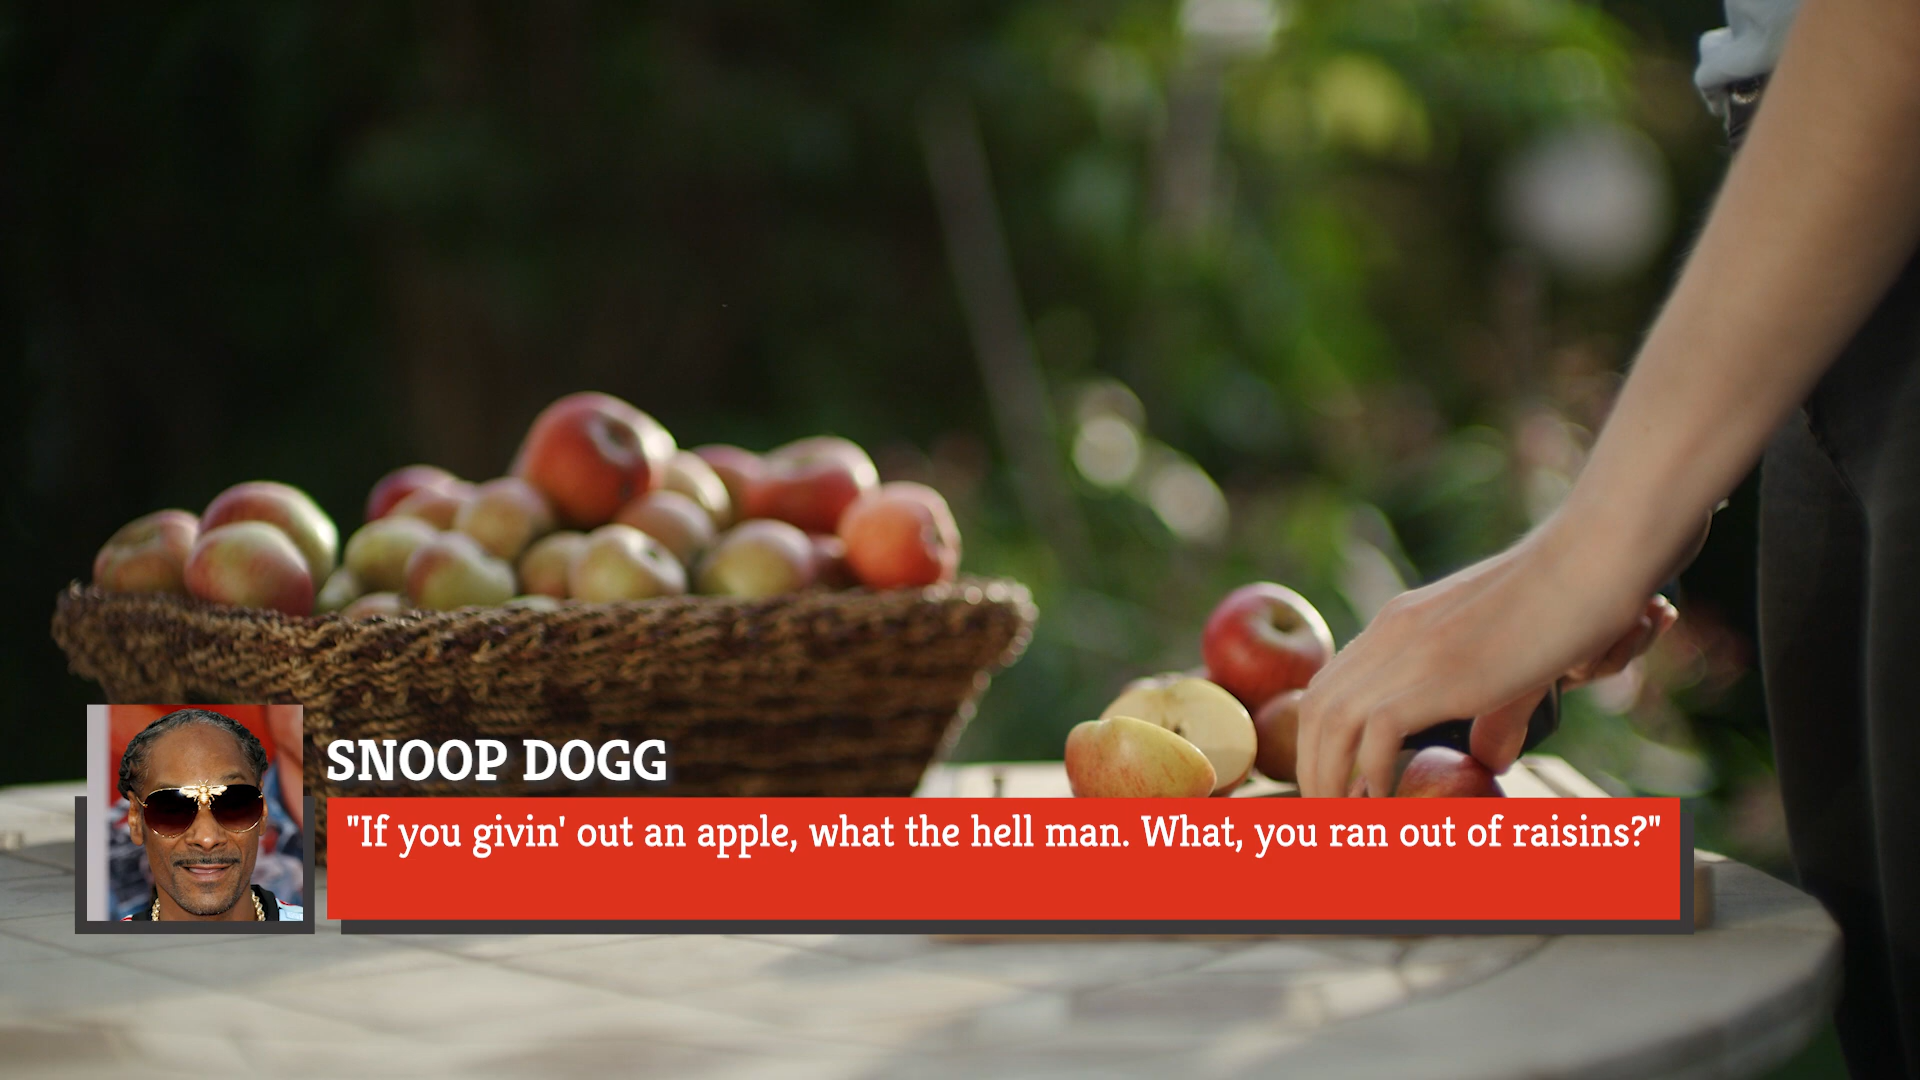 SNOOP DOGG
"If you givin' out an apple, what the hell man. What, you ran out of raisins?"